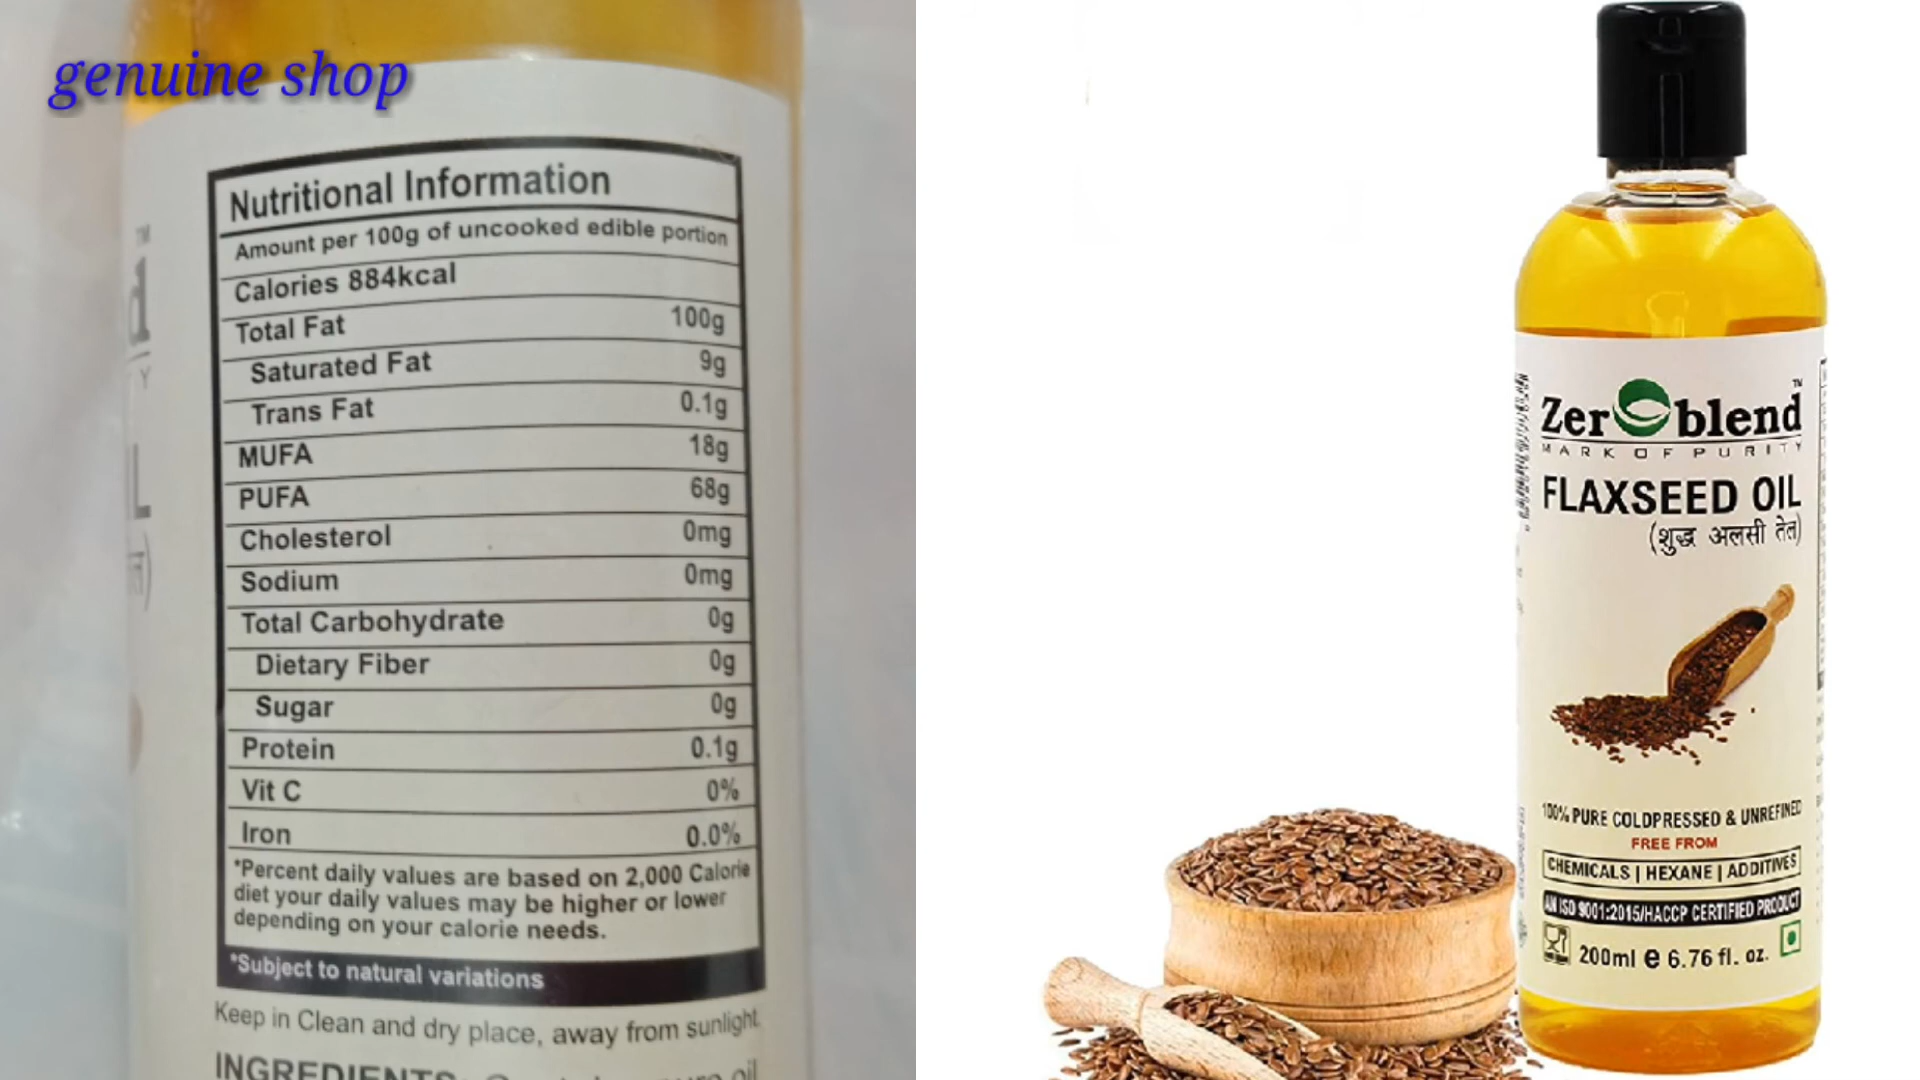 genuine shop
Nutritional Information
Amount per 100g of uncooked edible portion
Calories 884kcal
Total Fat 100g
Saturated Fat 9g
Trans Fat 0.1g
MUFA 18g
PUFA 68g
Cholesterol 0mg
Sodium 0mg
Total Carbohydrate 0g
Dietary Fiber 0g
Sugar 0g
Protein 0.1g
Vit C 0%
Iron 0.0%
*Percent daily values are based on 2,000 Calorie
diet your daily values may be higher or lower
depending on your calorie needs.
*Subject to natural variations
Keep in Clean and dry place, away from sunlight.
INGREDIENTS:
Zeroblend™
MARK OF PURITY
FLAXSEED OIL
(शुद्ध अलसी तेल)
100% PURE COLDPRESSED & UNREFINED
FREE FROM
CHEMICALS | HEXANE | ADDITIVES
AN ISO 9001:2015/HACCP CERTIFIED PRODUCT
200ml e 6.76 fl. oz.